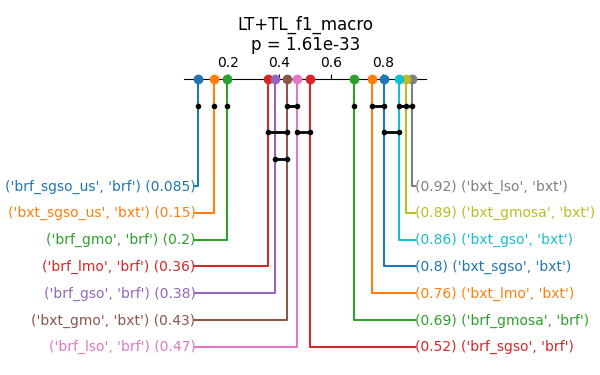 LT+TL_f1_macro
p = 1.61e-33
0.2 0.4 0.6 0.8
('brf_sgso_us', 'brf') (0.085) (0.92) ('bxt_lso', 'bxt')
('bxt_sgso_us', 'bxt') (0.15) (0.89) ('bxt_gmosa', 'bxt')
('brf_gmo', 'brf') (0.2) (0.86) ('bxt_gso', 'bxt')
('brf_lmo', 'brf') (0.36) (0.8) ('bxt_sgso', 'bxt')
('brf_gso', 'brf') (0.38) (0.76) ('bxt_lmo', 'bxt')
('bxt_gmo', 'bxt') (0.43) (0.69) ('brf_gmosa', 'brf')
('brf_lso', 'brf') (0.47) (0.52) ('brf_sgso', 'brf')